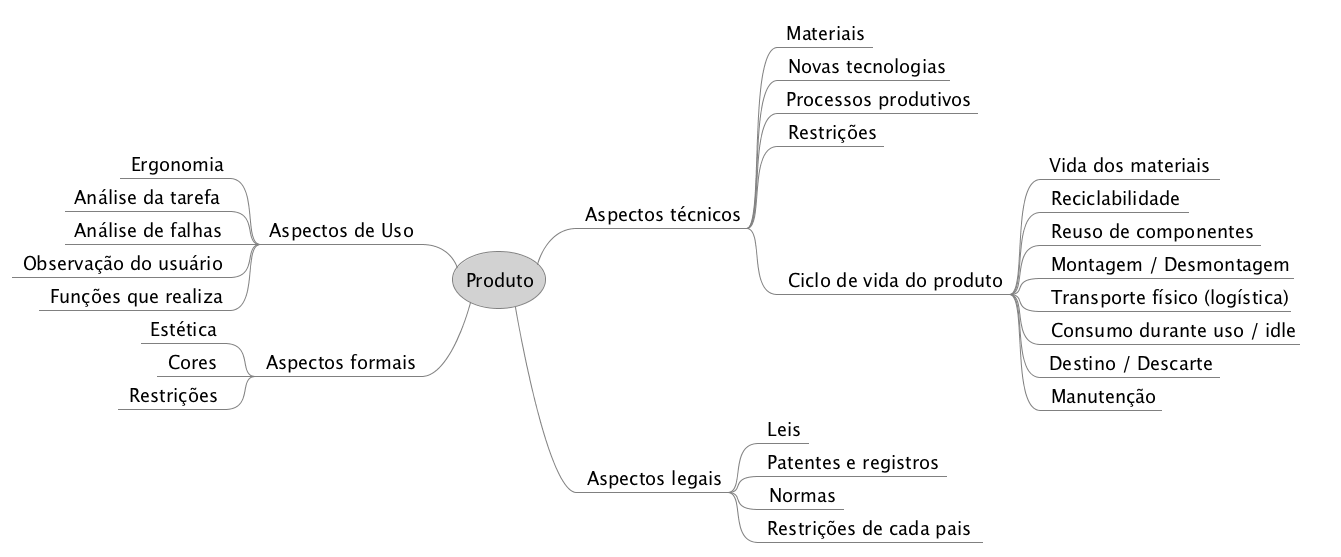 Produto
Aspectos de Uso
Ergonomia
Análise da tarefa
Análise de falhas
Observação do usuário
Funções que realiza
Aspectos formais
Estética
Cores
Restrições
Aspectos técnicos
Materiais
Novas tecnologias
Processos produtivos
Restrições
Ciclo de vida do produto
Vida dos materiais
Reciclabilidade
Reuso de componentes
Montagem / Desmontagem
Transporte físico (logística)
Consumo durante uso / idle
Destino / Descarte
Manutenção
Aspectos legais
Leis
Patentes e registros
Normas
Restrições de cada pais